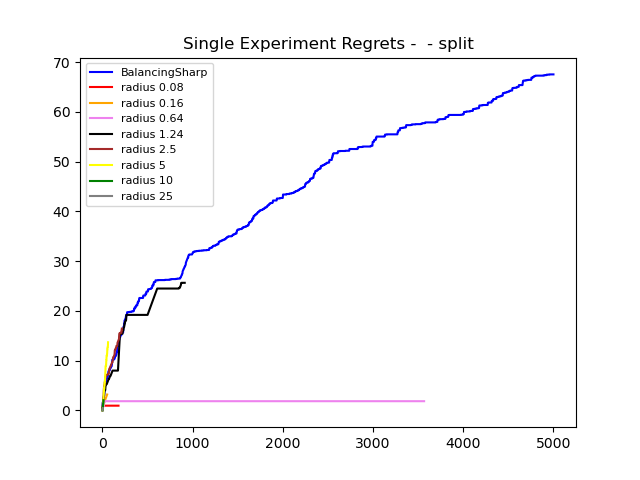 Single Experiment Regrets -  - split
70
60
50
40
30
20
10
0
BalancingSharp
radius 0.08
radius 0.16
radius 0.64
radius 1.24
radius 2.5
radius 5
radius 10
radius 25
0 1000 2000 3000 4000 5000